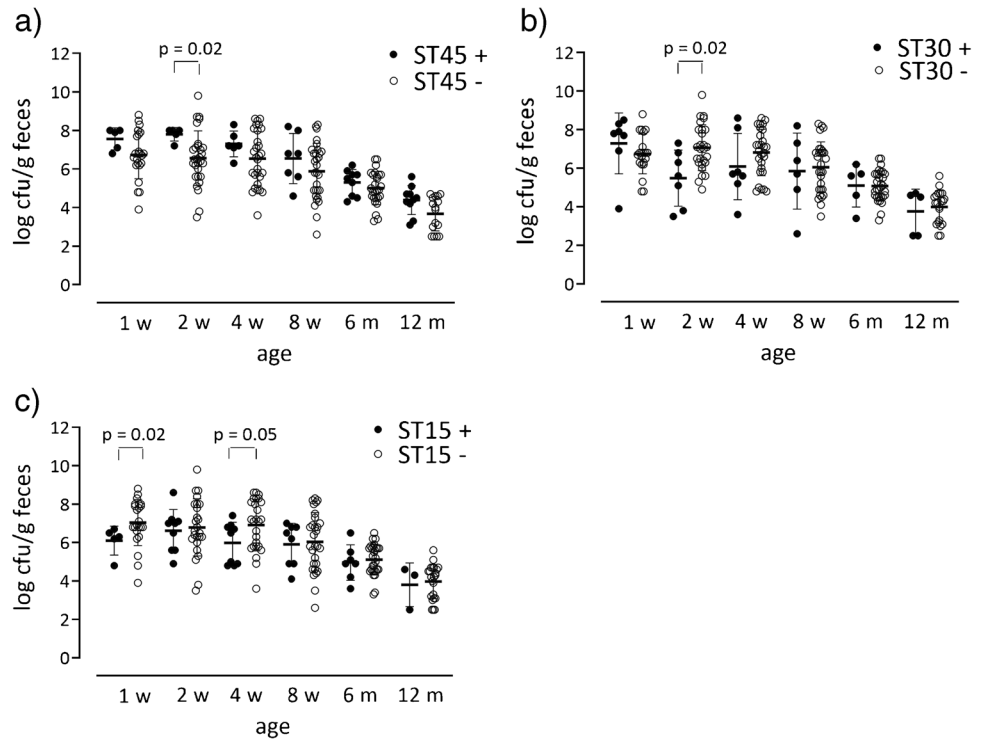 a)
p = 0.02
ST45 +
ST45 -
12
10
8
6
4
2
0
log cfu/g feces
1 w 2 w 4 w 8 w 6 m 12 m
age
b)
p = 0.02
ST30 +
ST30 -
12
10
8
6
4
2
0
log cfu/g feces
1 w 2 w 4 w 8 w 6 m 12 m
age
c)
p = 0.02 p = 0.05
ST15 +
ST15 -
12
10
8
6
4
2
0
log cfu/g feces
1 w 2 w 4 w 8 w 6 m 12 m
age